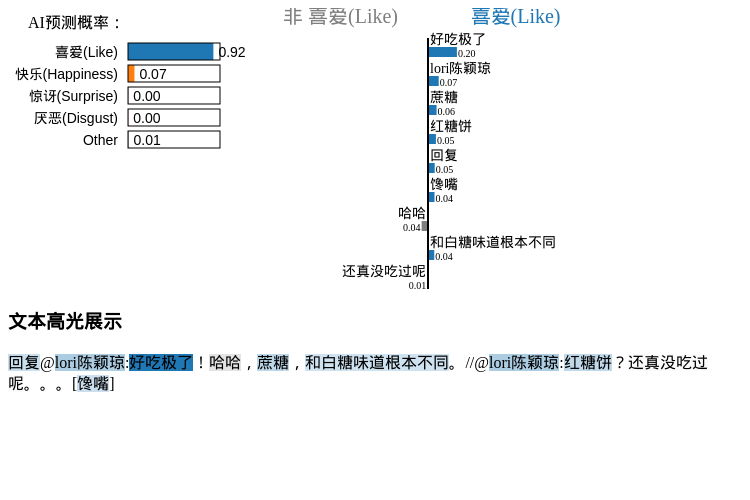 AI预测概率：
喜爱(Like) 0.92
快乐(Happiness) 0.07
惊讶(Surprise) 0.00
厌恶(Disgust) 0.00
Other 0.01
非 喜爱(Like) 喜爱(Like)
好吃极了
0.20
lori陈颖琼
0.07
蔗糖
0.06
红糖饼
0.05
回复
0.05
馋嘴
0.04
哈哈
0.04
和白糖味道根本不同
0.04
还真没吃过呢
0.01
文本高光展示
回复@lori陈颖琼:好吃极了！哈哈，蔗糖，和白糖味道根本不同。//@lori陈颖琼:红糖饼？还真没吃过
呢。。。[馋嘴]